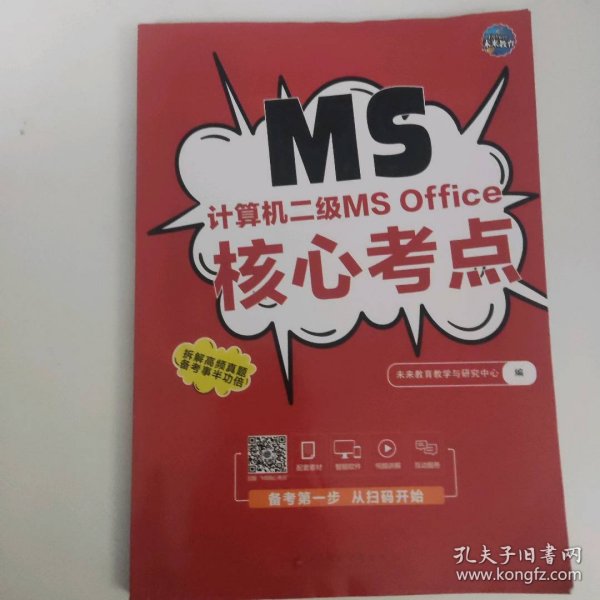 未来教育
MS
计算机二级MS Office
核心考点
拆解高频真题
备考事半功倍
未来教育教学与研究中心 编
配套素材 智能软件 视频讲解 互动服务
备考第一步 从扫码开始
孔夫子旧书网
www.kongfz.com